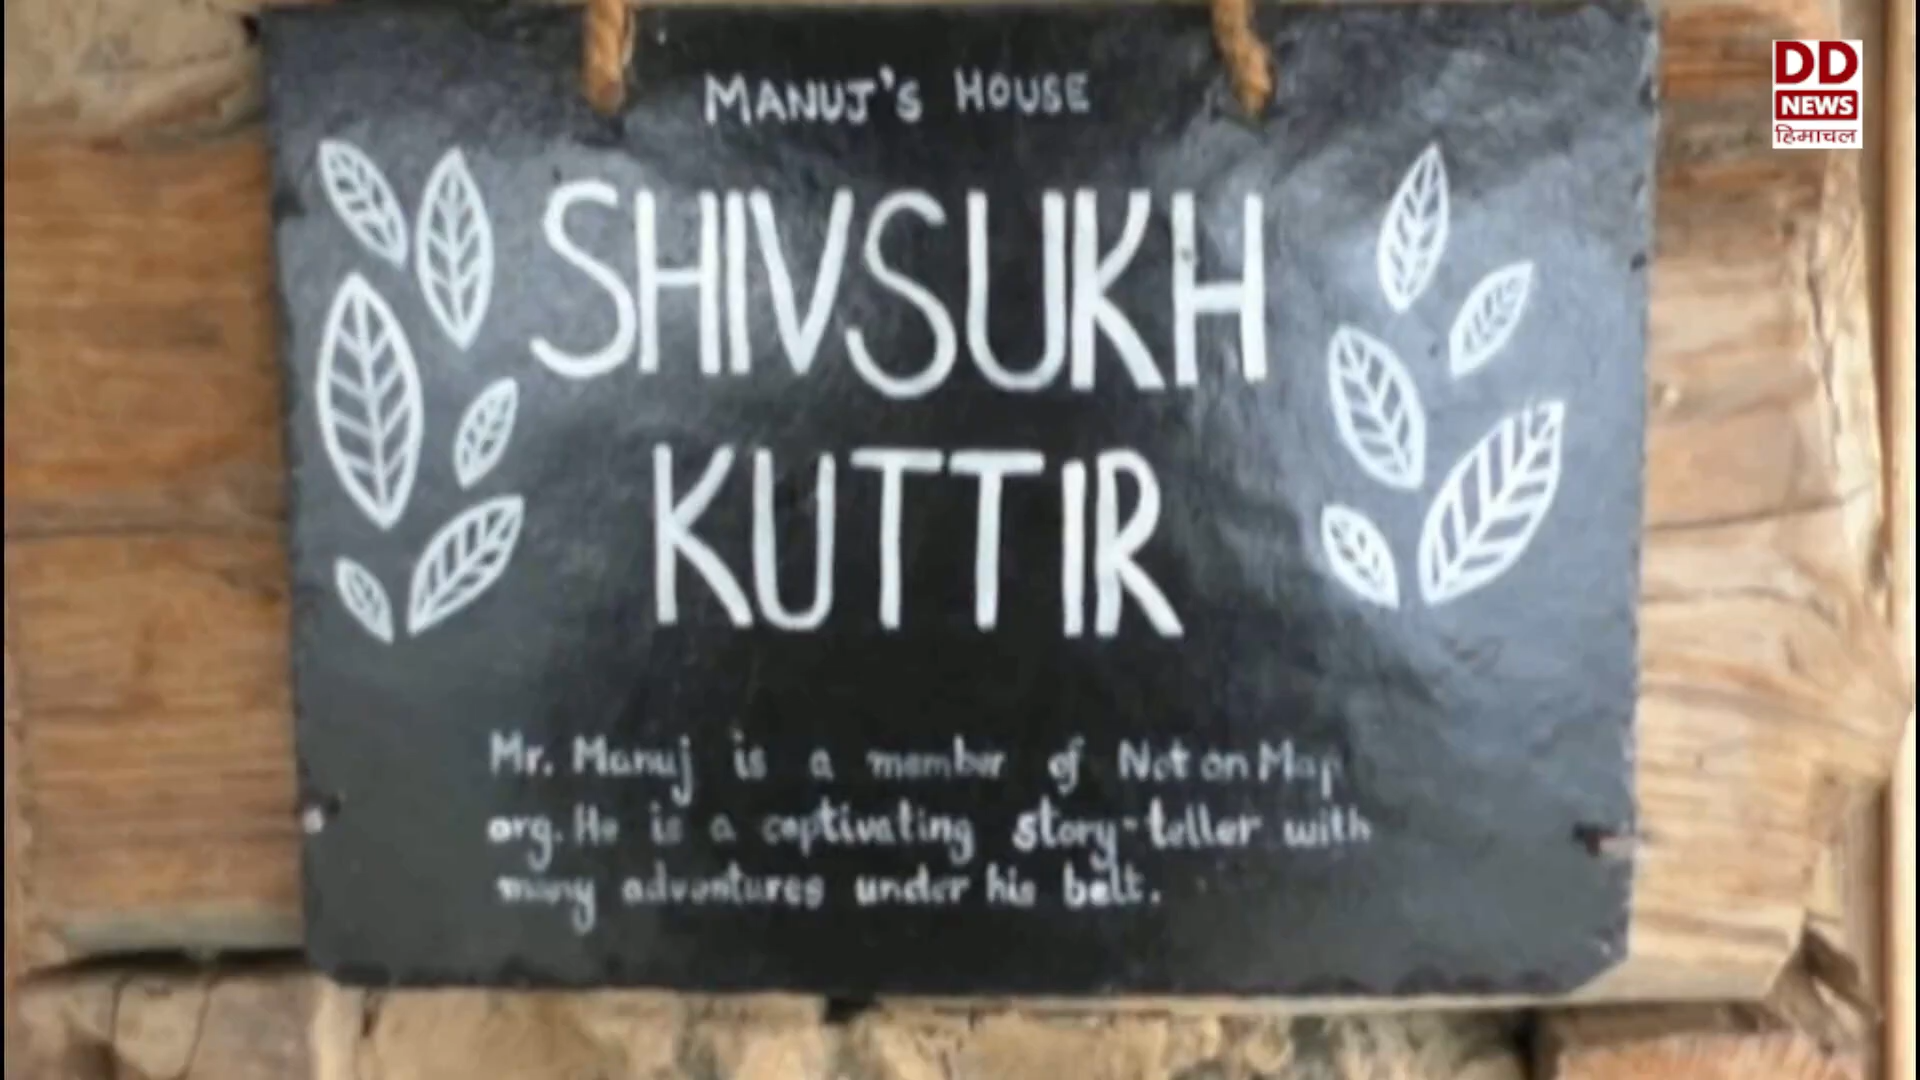 MANUJ'S HOUSE
SHIVSUKH
KUTTIR
Mr. Manuj is a member of Not on Map
org. He is a captivating story-teller with
many adventures under his belt.
DD
NEWS
हिमाचल